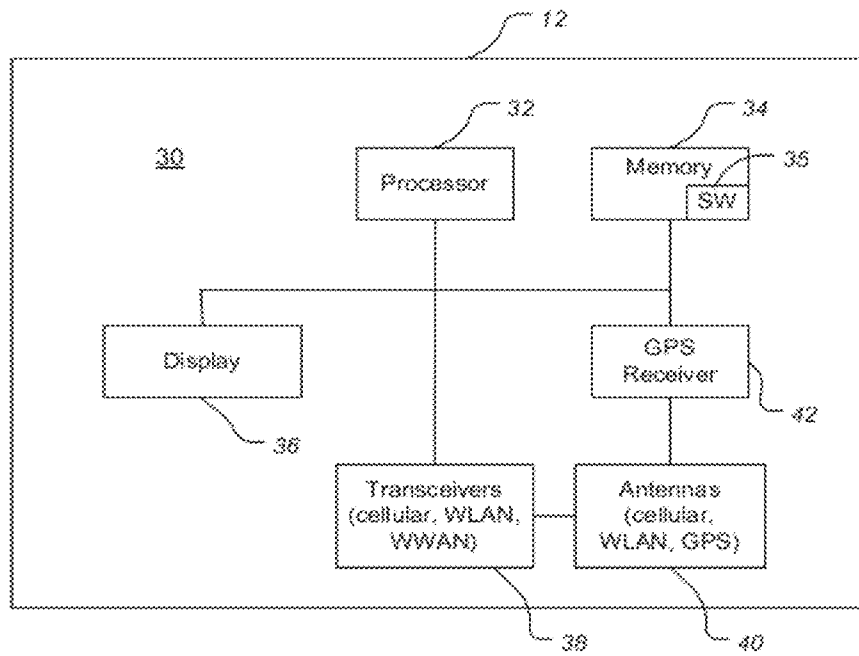 12
32
34
35
30
Processor
Memory
SW
Display
GPS
Receiver
36
42
Transceivers
(cellular, WLAN,
WWAN)
Antennas
(cellular,
WLAN, GPS)
38
40